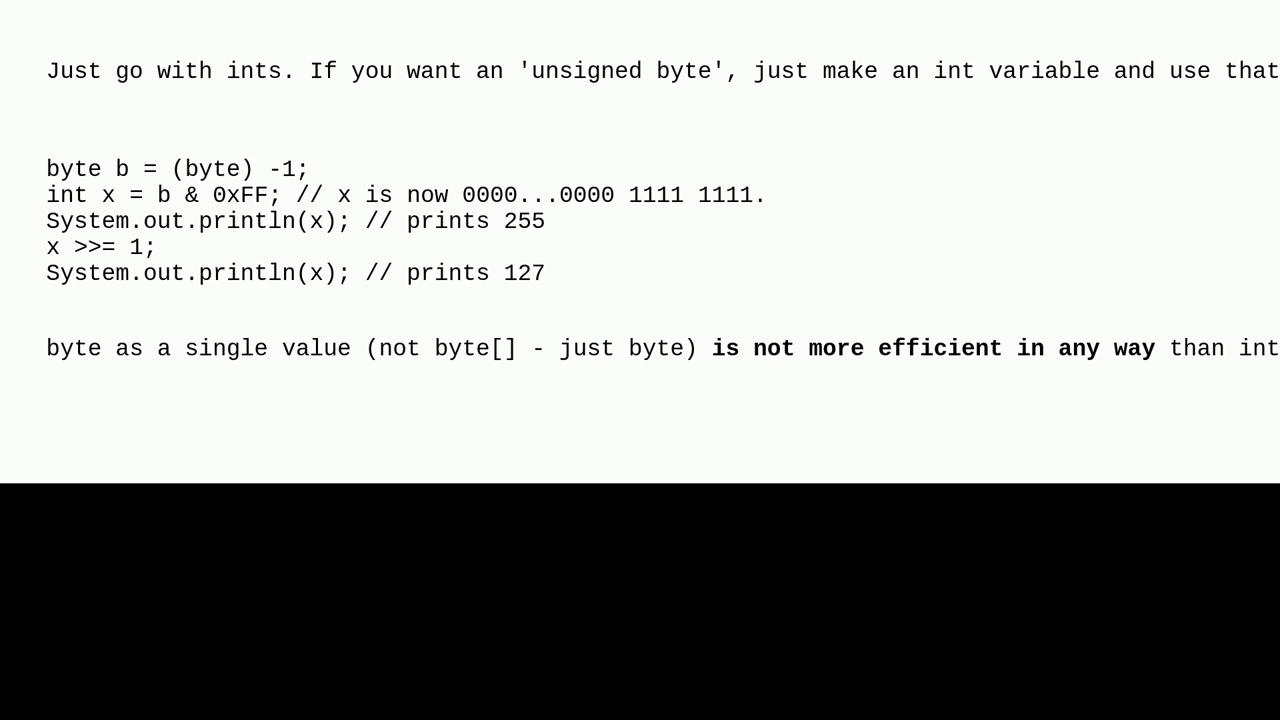 Just go with ints. If you want an 'unsigned byte', just make an int variable and use that
byte b = (byte) -1;
int x = b & 0xFF; // x is now 0000...0000 1111 1111.
System.out.println(x); // prints 255
x >>= 1;
System.out.println(x); // prints 127
byte as a single value (not byte[] - just byte) is not more efficient in any way than int